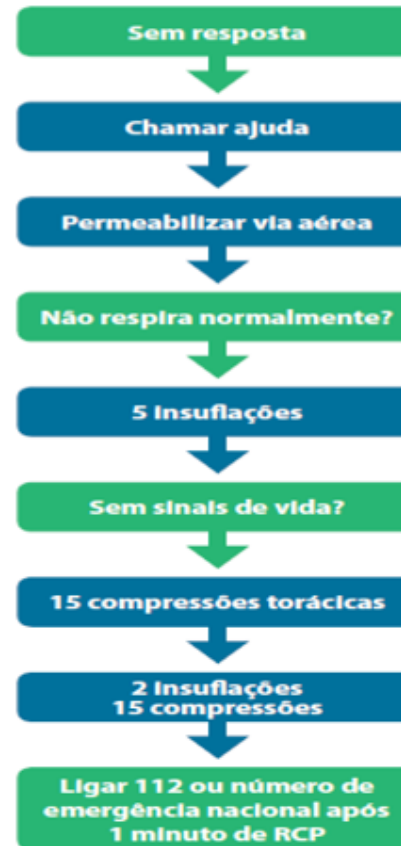 Sem resposta
Chamar ajuda
Permeabilizar via aérea
Não respira normalmente?
5 Insuflações
Sem sinais de vida?
15 compressões torácicas
2 Insuflações
15 compressões
Ligar 112 ou número de
emergência nacional após
1 minuto de RCP